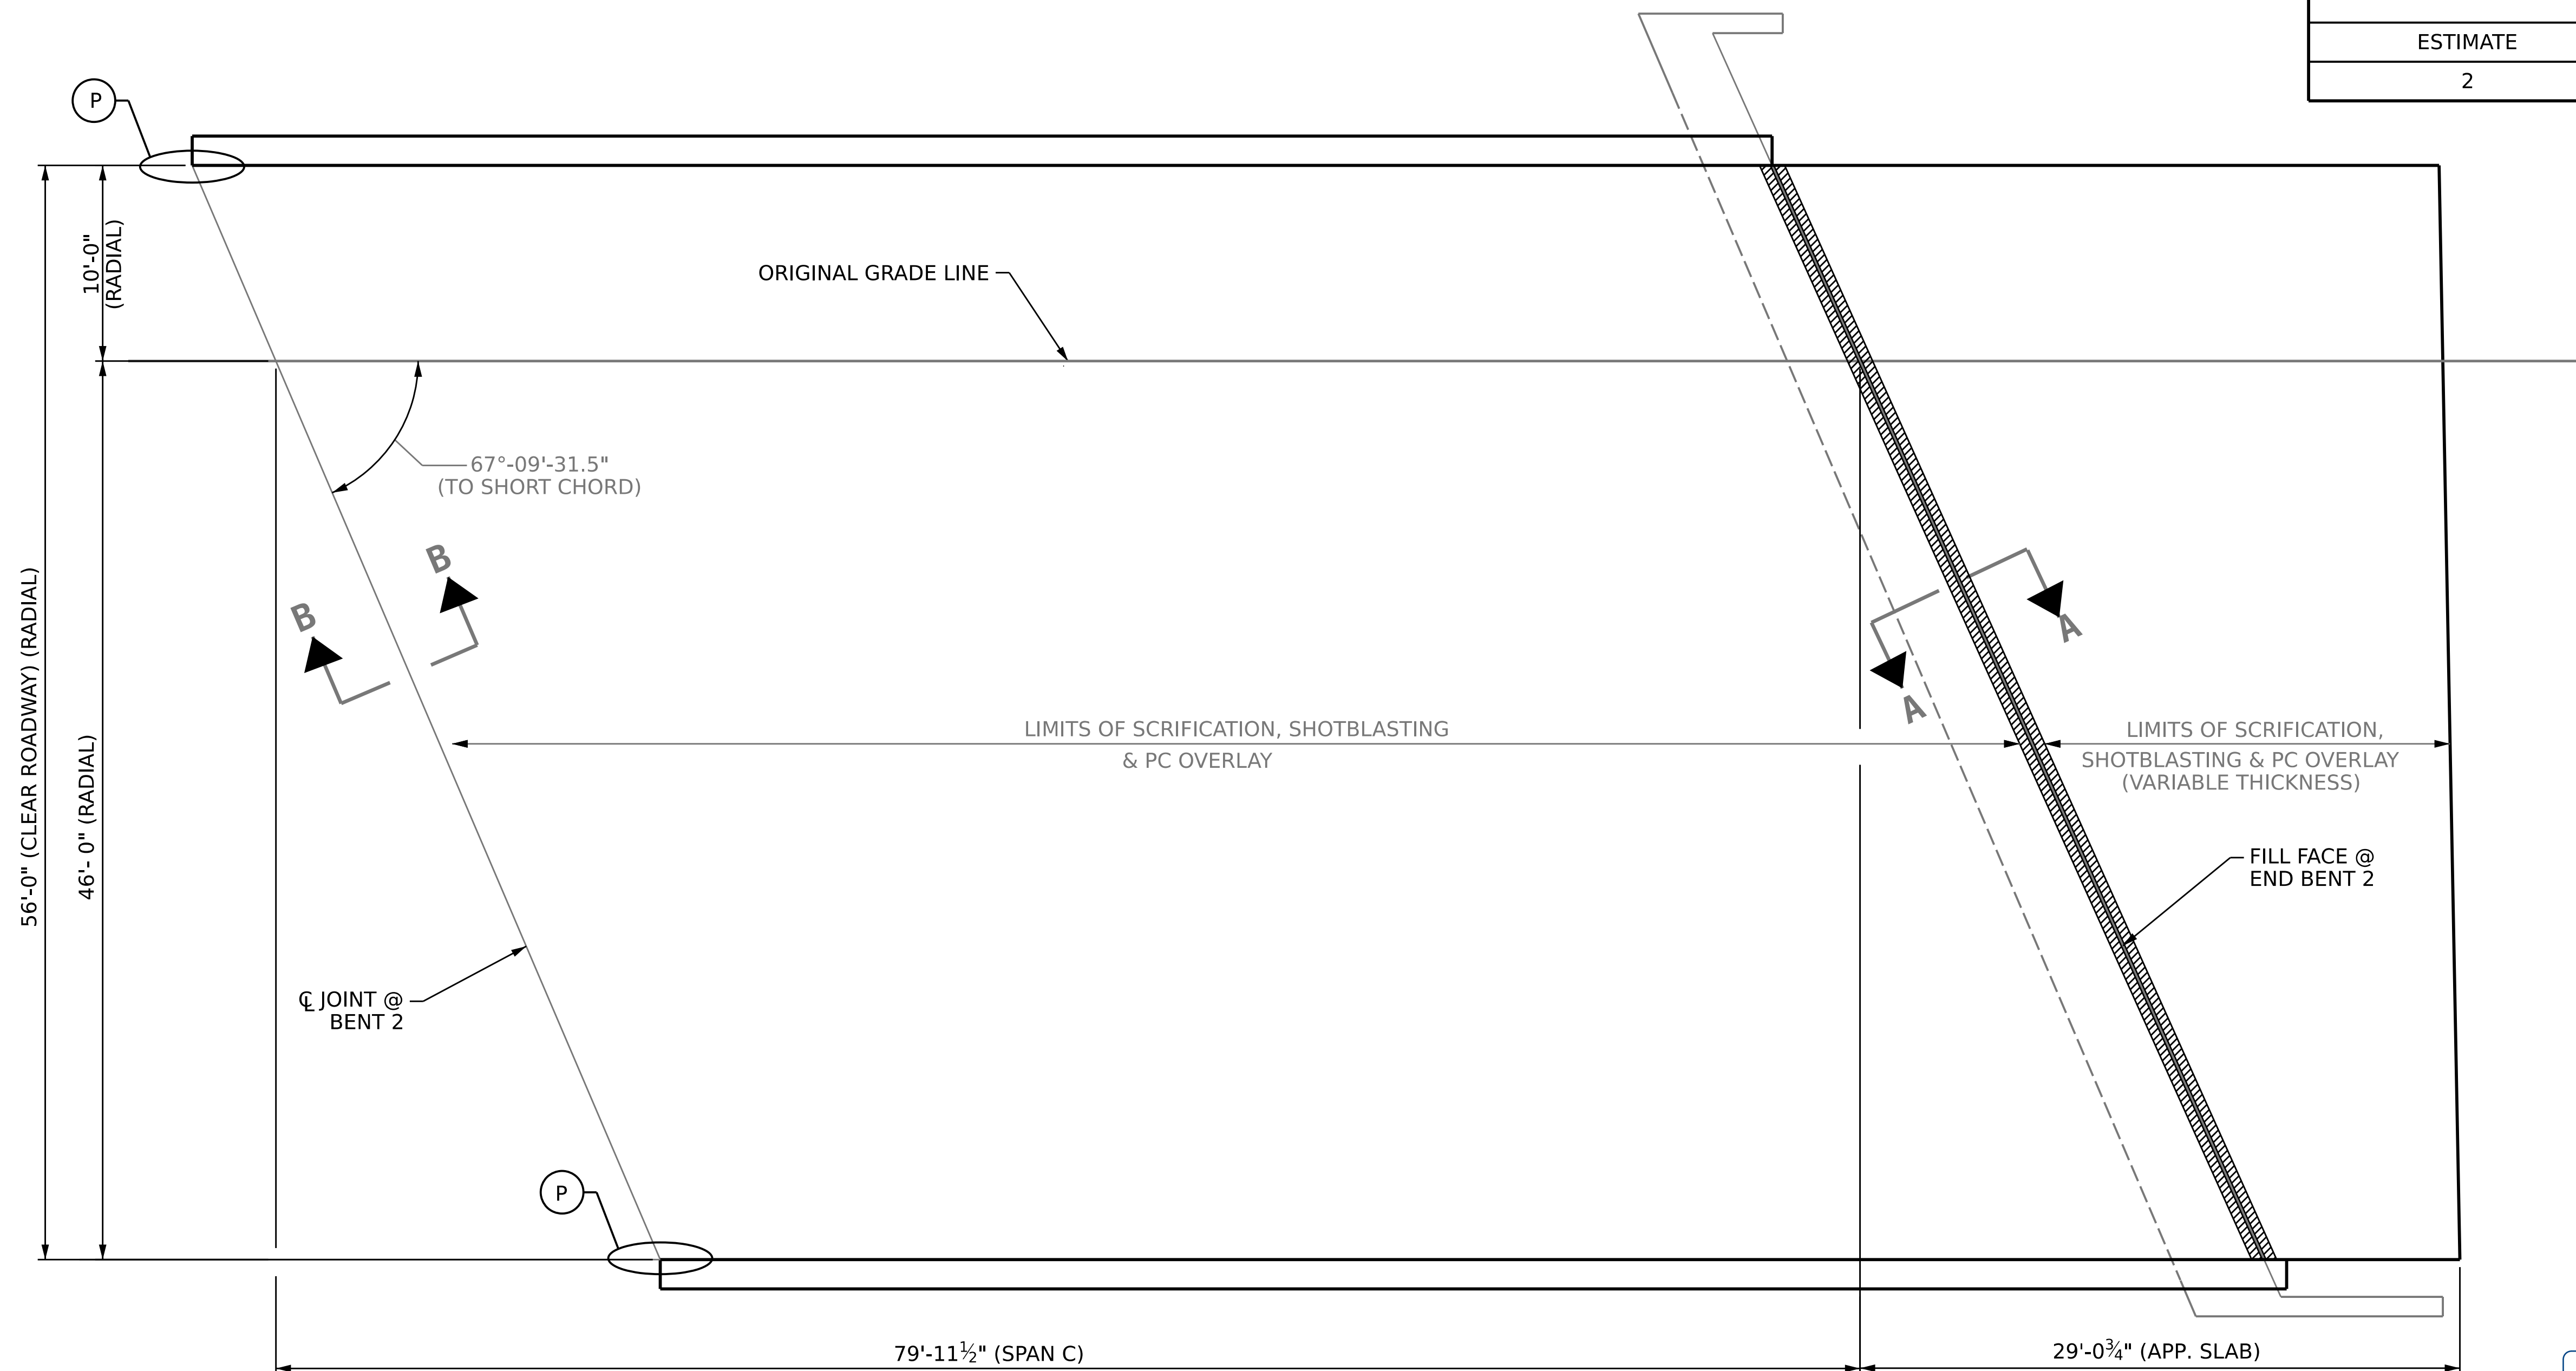 ESTIMATE
2
P
10'-0"
(RADIAL)
ORIGINAL GRADE LINE
67°-09'-31.5"
(TO SHORT CHORD)
B
B
A
A
56'-0" (CLEAR ROADWAY) (RADIAL)
46'- 0" (RADIAL)
LIMITS OF SCRIFICATION, SHOTBLASTING
& PC OVERLAY
LIMITS OF SCRIFICATION,
SHOTBLASTING & PC OVERLAY
(VARIABLE THICKNESS)
FILL FACE @
END BENT 2
℄ JOINT @
BENT 2
P
79'-11½" (SPAN C)
29'-0¾" (APP. SLAB)